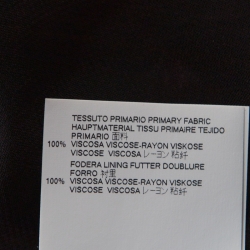 TESSUTO PRIMARIO PRIMARY FABRIC
HAUPTMATERIAL TISSU PRIMAIRE TEJIDO
PRIMARIO 面料
100% VISCOSA VISCOSE-RAYON VISKOSE
VISCOSE VISCOSA レーヨン 粘纤
FODERA LINING FUTTER DOUBLURE
FORRO 衬里
100% VISCOSA VISCOSE-RAYON VISKOSE
VISCOSE VISCOSA レーヨン 粘纤